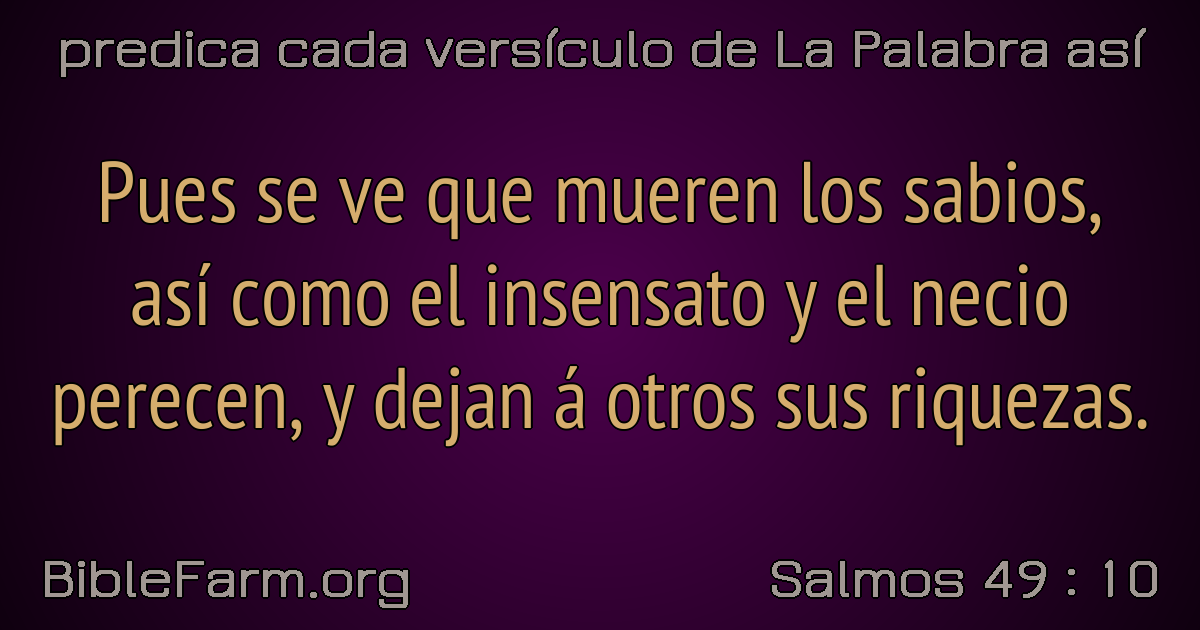 predica cada versículo de La Palabra así
Pues se ve que mueren los sabios,
así como el insensato y el necio
perecen, y dejan á otros sus riquezas.
BibleFarm.org
Salmos 49 : 10